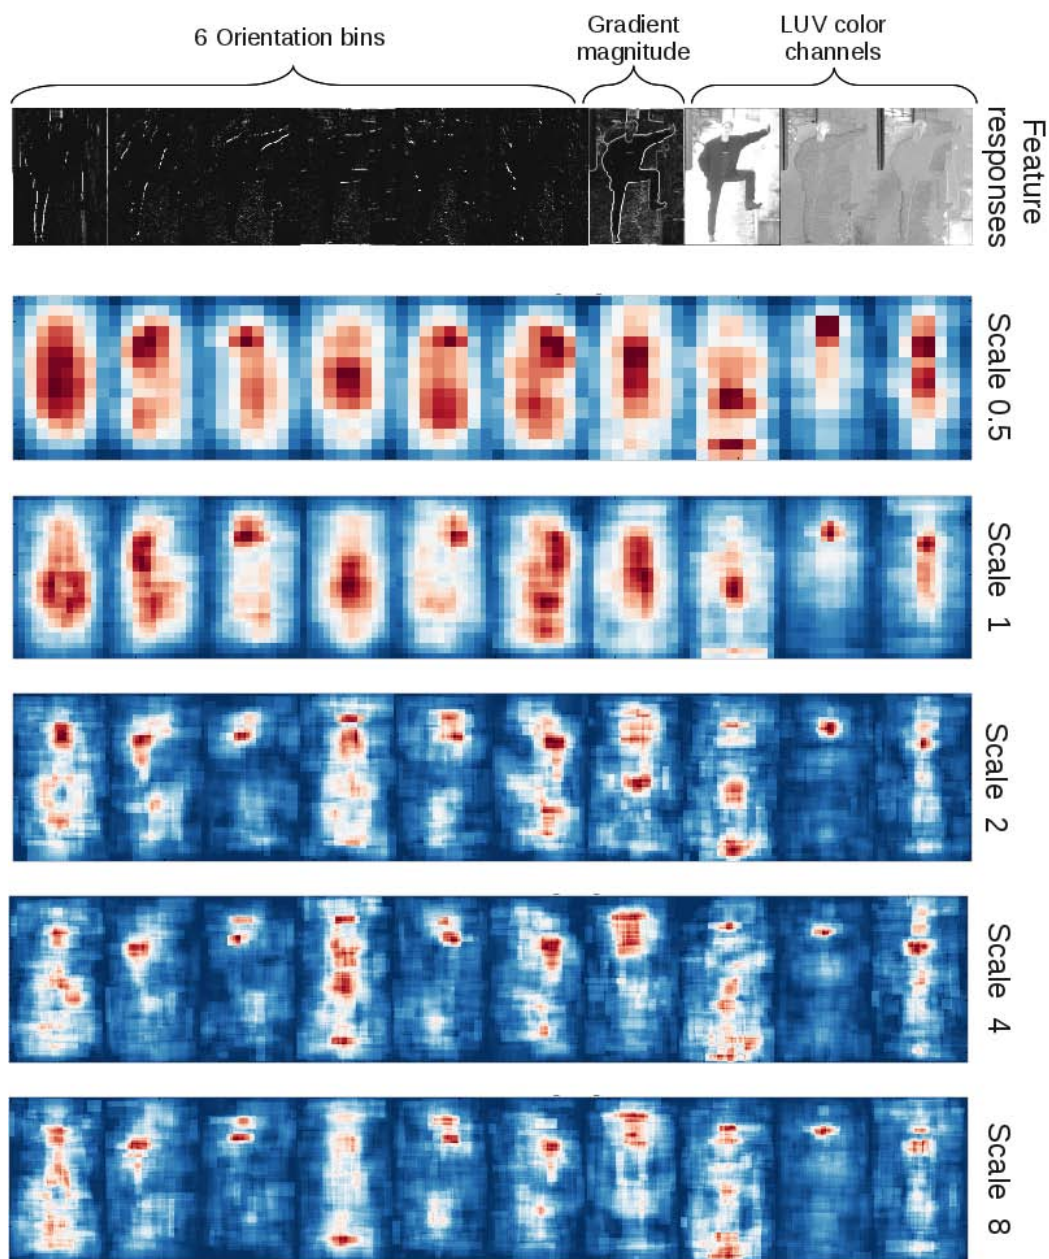 6 Orientation bins
Gradient
magnitude
LUV color
channels
Feature
responses
Scale 0.5
Scale 1
Scale 2
Scale 4
Scale 8